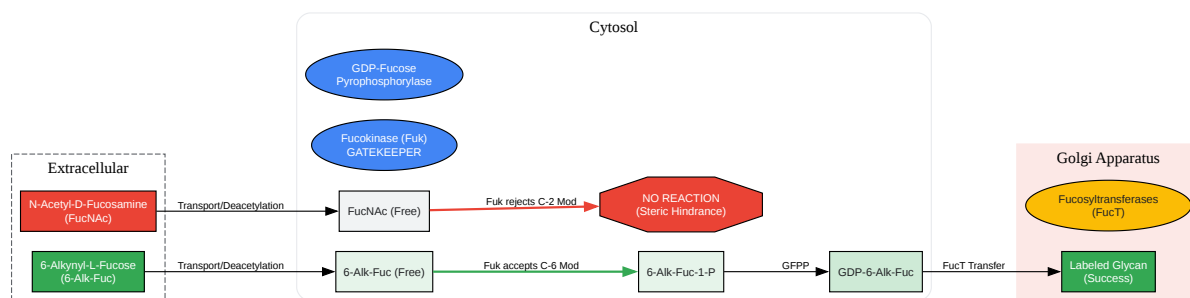 Cytosol
GDP-Fucose
Pyrophosphorylase
Fucokinase (Fuk)
GATEKEEPER
Extracellular
Golgi Apparatus
N-Acetyl-D-Fucosamine
(FucNAc)
Transport/Deacetylation
FucNAc (Free)
Fuk rejects C-2 Mod
NO REACTION
(Steric Hindrance)
Fucosyltransferases
(FucT)
6-Alkynyl-L-Fucose
(6-Alk-Fuc)
Transport/Deacetylation
6-Alk-Fuc (Free)
Fuk accepts C-6 Mod
6-Alk-Fuc-1-P
GFPP
GDP-6-Alk-Fuc
FucT Transfer
Labeled Glycan
(Success)